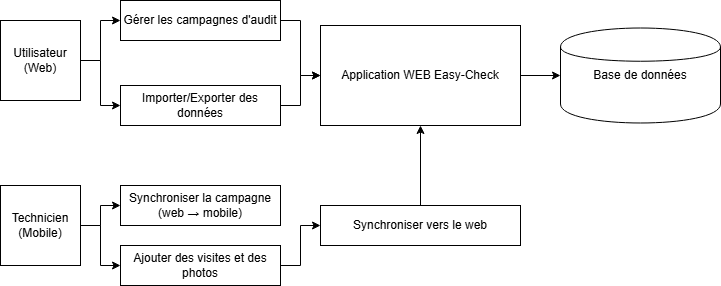 Gérer les campagnes d'audit
Utilisateur
(Web)
Importer/Exporter des
données
Application WEB Easy-Check
Base de données
Technicien
(Mobile)
Synchroniser la campagne
(web → mobile)
Ajouter des visites et des
photos
Synchroniser vers le web